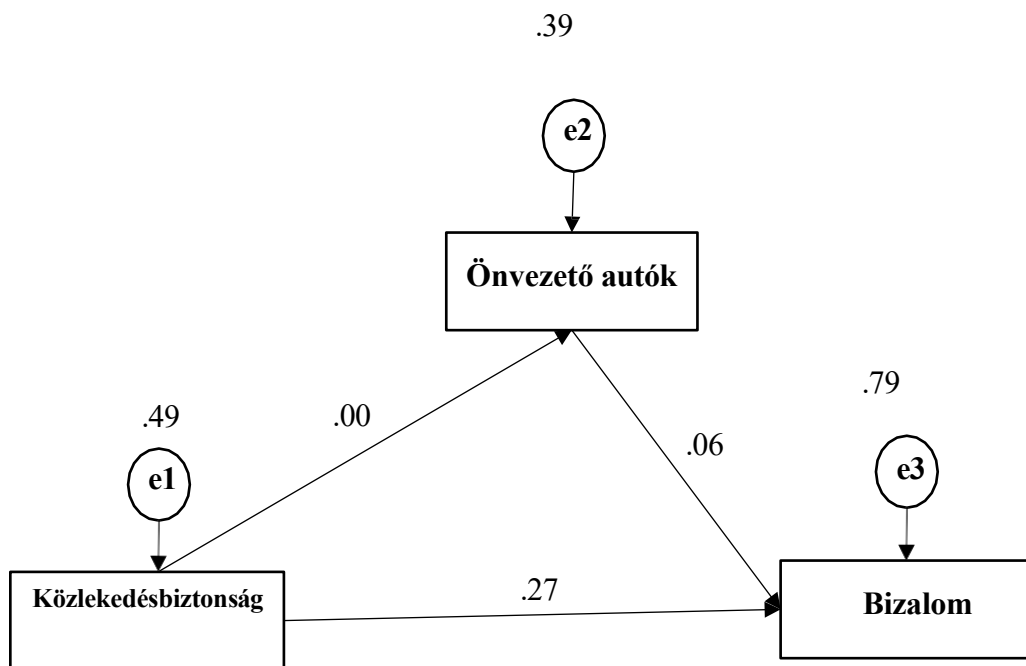 .39
e2
Önvezető autók
.79
.49
.00
.06
e1
e3
Közlekedésbiztonság
.27
Bizalom